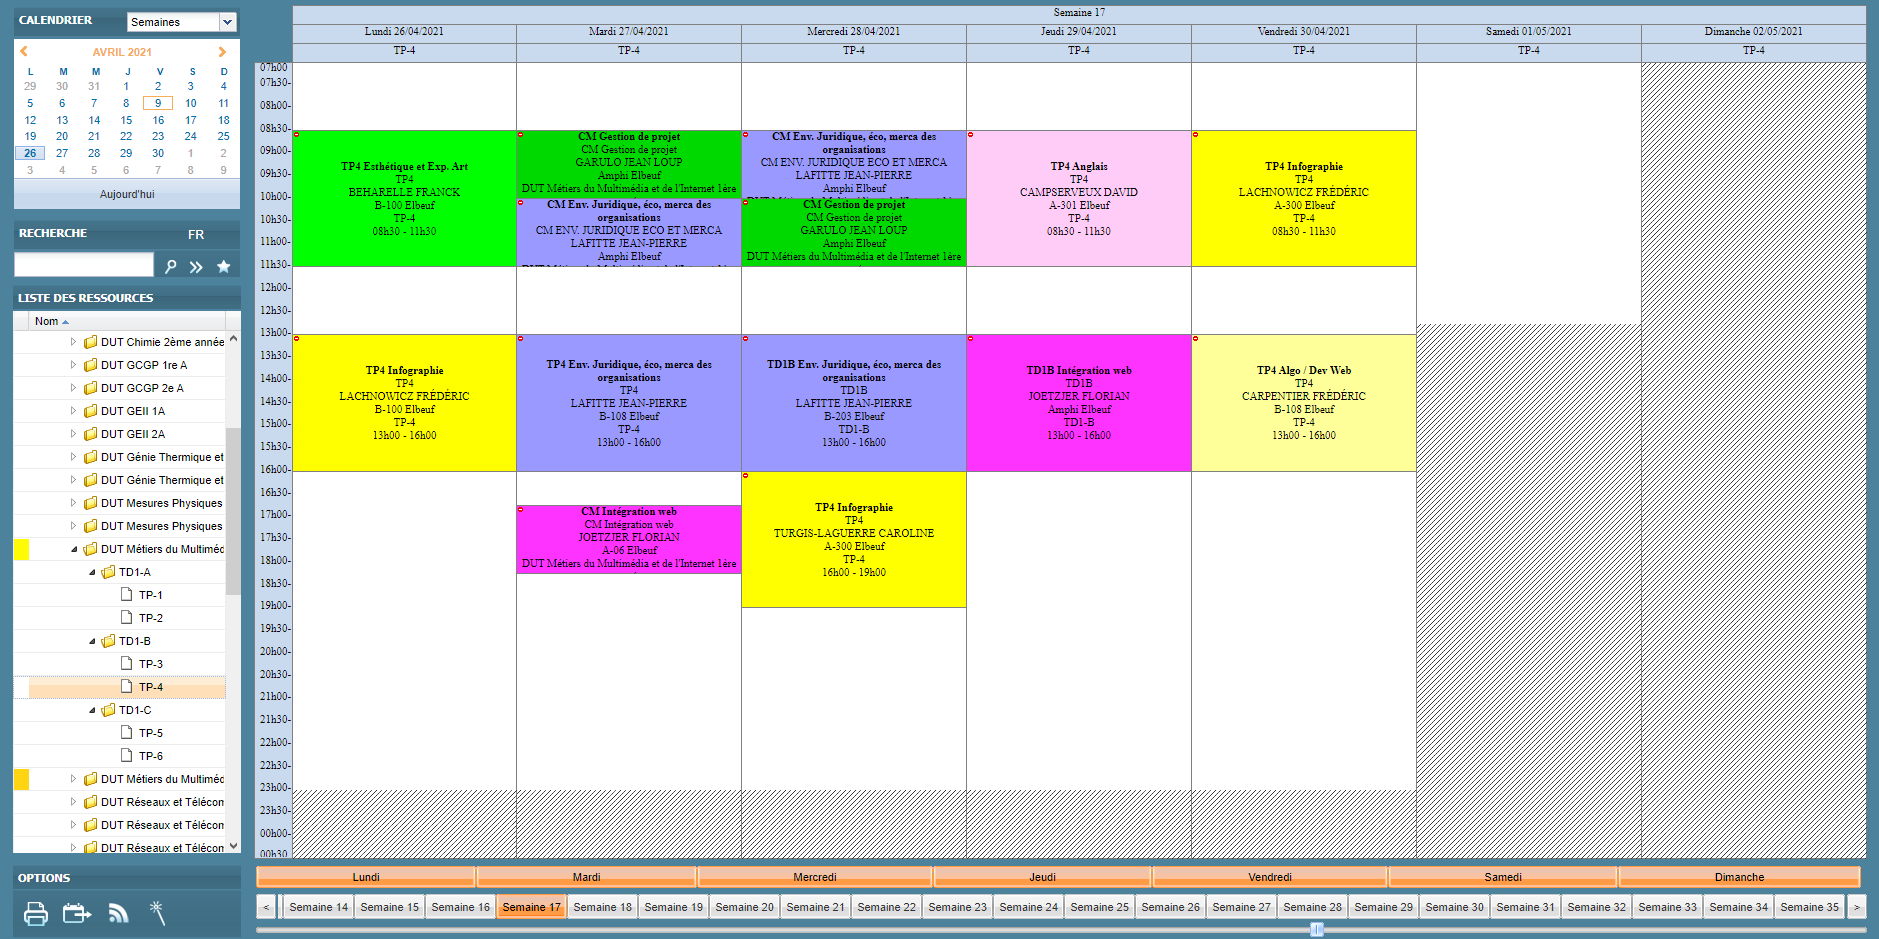 CALENDRIER
Semaines
AVRIL 2021
L M M J V S D
29 30 31 1 2 3 4
5 6 7 8 9 10 11
12 13 14 15 16 17 18
19 20 21 22 23 24 25
26 27 28 29 30 1 2
3 4 5 6 7 8 9
Aujourd'hui
RECHERCHE FR
LISTE DES RESSOURCES
Nom
DUT Chimie 2ème année
DUT GCGP 1re A
DUT GCGP 2e A
DUT GEII 1A
DUT GEII 2A
DUT Génie Thermique et
DUT Génie Thermique et
DUT Mesures Physiques
DUT Mesures Physiques
DUT Métiers du Multiméd
TD1-A
TP-1
TP-2
TD1-B
TP-3
TP-4
TD1-C
TP-5
TP-6
DUT Métiers du Multiméd
DUT Réseaux et Télécom
DUT Réseaux et Télécom
DUT Réseaux et Télécom
OPTIONS
Semaine 17
Lundi 26/04/2021 Mardi 27/04/2021 Mercredi 28/04/2021 Jeudi 29/04/2021 Vendredi 30/04/2021 Samedi 01/05/2021 Dimanche 02/05/2021
TP-4 TP-4 TP-4 TP-4 TP-4 TP-4 TP-4
07h00
07h30-
08h00-
08h30-
09h00-
09h30-
10h00-
10h30-
11h00-
11h30-
12h00-
12h30-
13h00-
13h30-
14h00-
14h30-
15h00-
15h30-
16h00-
16h30-
17h00-
17h30-
18h00-
18h30-
19h00-
19h30-
20h00-
20h30-
21h00-
21h30-
22h00-
22h30-
23h00-
23h30-
00h00-
00h30
TP4 Esthétique et Exp. Art
TP4
BEHARELLE FRANCK
B-100 Elbeuf
TP-4
08h30 - 11h30
TP4 Infographie
TP4
LACHNOWICZ FRÉDÉRIC
B-100 Elbeuf
TP-4
13h00 - 16h00
CM Gestion de projet
CM Gestion de projet
GARULO JEAN LOUP
Amphi Elbeuf
DUT Métiers du Multimédia et de l'Internet 1ère
CM Env. Juridique, éco, merca des
organisations
CM ENV. JURIDIQUE ECO ET MERCA
LAFITTE JEAN-PIERRE
Amphi Elbeuf
DUT Métiers du Multimédia et de l'Internet 1ère
TP4 Env. Juridique, éco, merca des
organisations
TP4
LAFITTE JEAN-PIERRE
B-108 Elbeuf
TP-4
13h00 - 16h00
CM Intégration web
CM Intégration web
JOETZJER FLORIAN
A-06 Elbeuf
DUT Métiers du Multimédia et de l'Internet 1ère
CM Env. Juridique, éco, merca des
organisations
CM ENV. JURIDIQUE ECO ET MERCA
LAFITTE JEAN-PIERRE
Amphi Elbeuf
DUT Métiers du Multimédia et de l'Internet 1ère
CM Gestion de projet
CM Gestion de projet
GARULO JEAN LOUP
Amphi Elbeuf
DUT Métiers du Multimédia et de l'Internet 1ère
TD1B Env. Juridique, éco, merca des
organisations
TD1B
LAFITTE JEAN-PIERRE
B-203 Elbeuf
TD1-B
13h00 - 16h00
TP4 Infographie
TP4
TURGIS-LAGUERRE CAROLINE
A-300 Elbeuf
TP-4
16h00 - 19h00
TP4 Anglais
TP4
CAMPSERVEUX DAVID
A-301 Elbeuf
TP-4
08h30 - 11h30
TD1B Intégration web
TD1B
JOETZJER FLORIAN
Amphi Elbeuf
TD1-B
13h00 - 16h00
TP4 Infographie
TP4
LACHNOWICZ FRÉDÉRIC
A-300 Elbeuf
TP-4
08h30 - 11h30
TP4 Algo / Dev Web
TP4
CARPENTIER FRÉDÉRIC
B-108 Elbeuf
TP-4
13h00 - 16h00
Lundi Mardi Mercredi Jeudi Vendredi Samedi Dimanche
< Semaine 14 Semaine 15 Semaine 16 Semaine 17 Semaine 18 Semaine 19 Semaine 20 Semaine 21 Semaine 22 Semaine 23 Semaine 24 Semaine 25 Semaine 26 Semaine 27 Semaine 28 Semaine 29 Semaine 30 Semaine 31 Semaine 32 Semaine 33 Semaine 34 Semaine 35 >